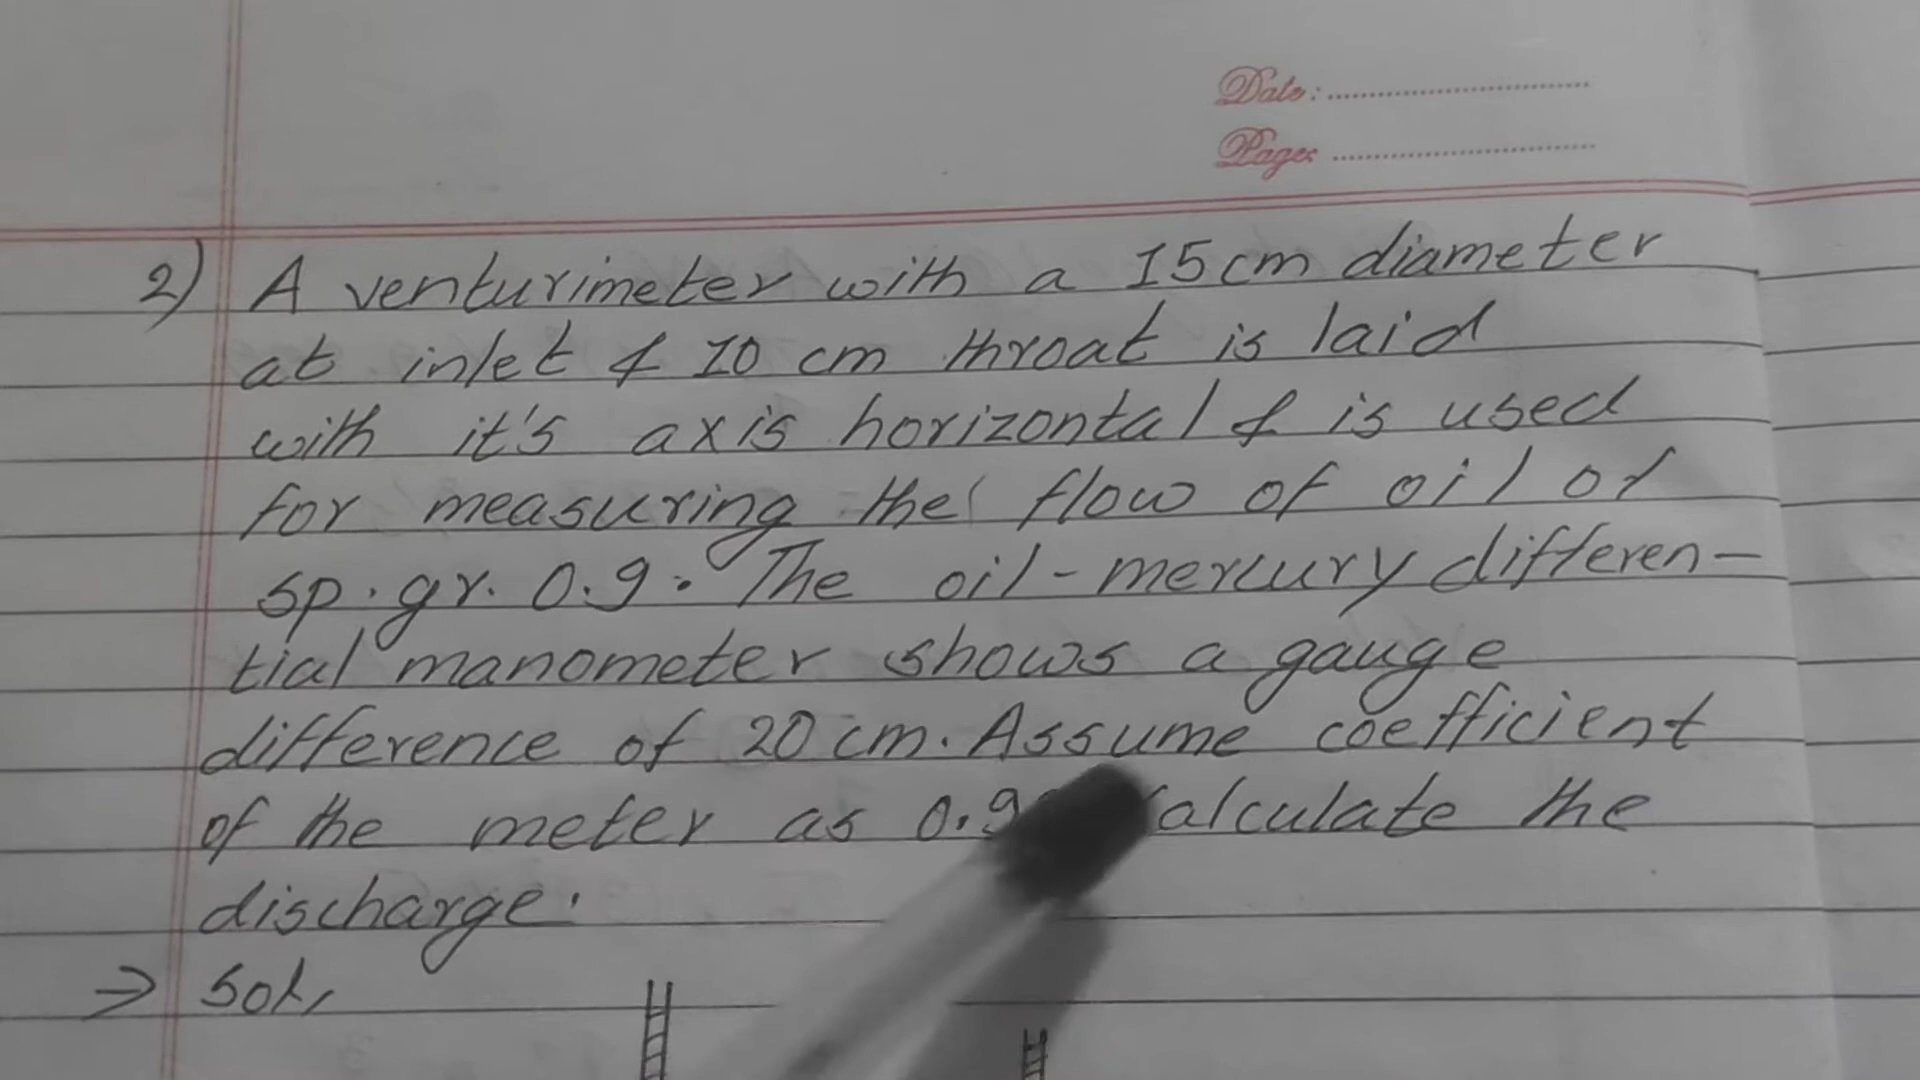 Date:
Page:
2) A venturimeter with a 15cm diameter
at inlet & 10 cm throat is laid
with it's axis horizontal & is used
for measuring the flow of oil of
sp.gr. 0.9. The oil-mercury differen-
tial manometer shows a gauge
difference of 20 cm. Assume coefficient
of the meter as Calculate the
discharge.
⇒ Sol,